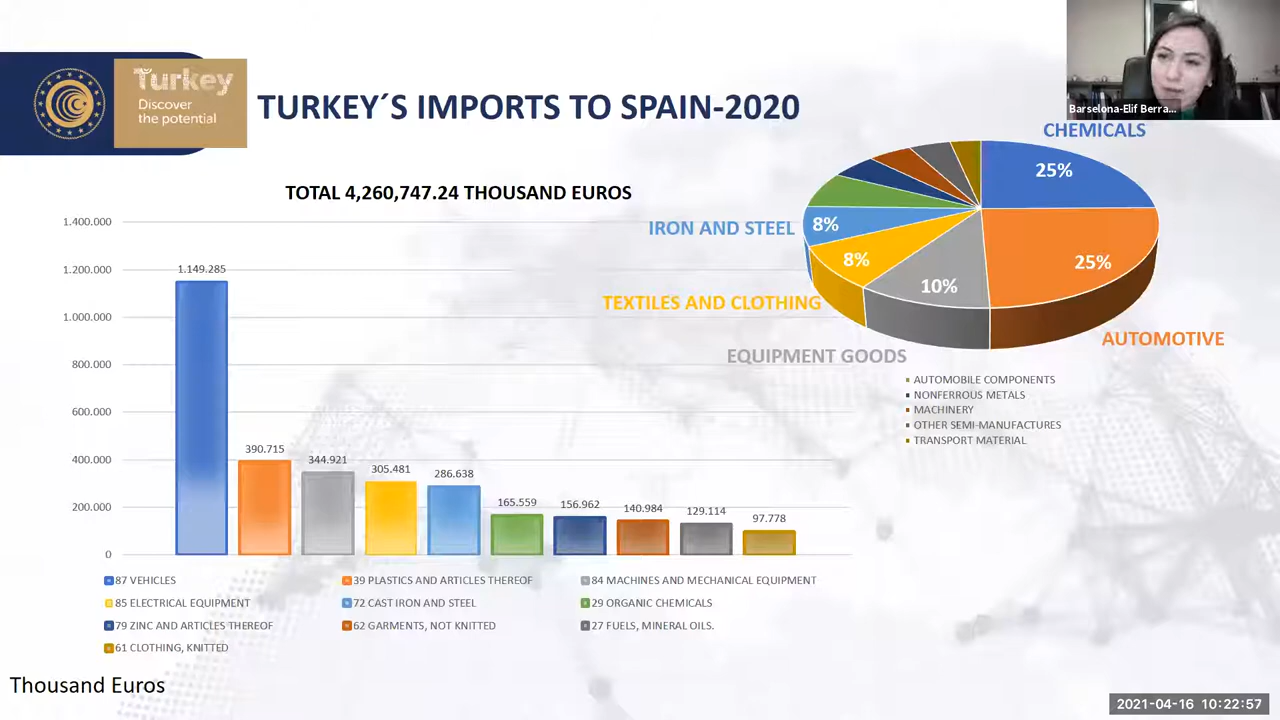 Turkey
Discover
the potential
TURKEY´S IMPORTS TO SPAIN-2020
Barselona-Elif Berra...
TOTAL 4,260,747.24 THOUSAND EUROS
1.400.000
1.200.000
1.000.000
800.000
600.000
400.000
200.000
0
1.149.285
390.715
344.921
305.481
286.638
165.559
156.962
140.984
129.114
97.778
87 VEHICLES
39 PLASTICS AND ARTICLES THEREOF
84 MACHINES AND MECHANICAL EQUIPMENT
85 ELECTRICAL EQUIPMENT
72 CAST IRON AND STEEL
29 ORGANIC CHEMICALS
79 ZINC AND ARTICLES THEREOF
62 GARMENTS, NOT KNITTED
27 FUELS, MINERAL OILS.
61 CLOTHING, KNITTED
Thousand Euros
CHEMICALS
25%
IRON AND STEEL
8%
8%
25%
10%
TEXTILES AND CLOTHING
AUTOMOTIVE
EQUIPMENT GOODS
AUTOMOBILE COMPONENTS
NONFERROUS METALS
MACHINERY
OTHER SEMI-MANUFACTURES
TRANSPORT MATERIAL
2021-04-16 10:22:57